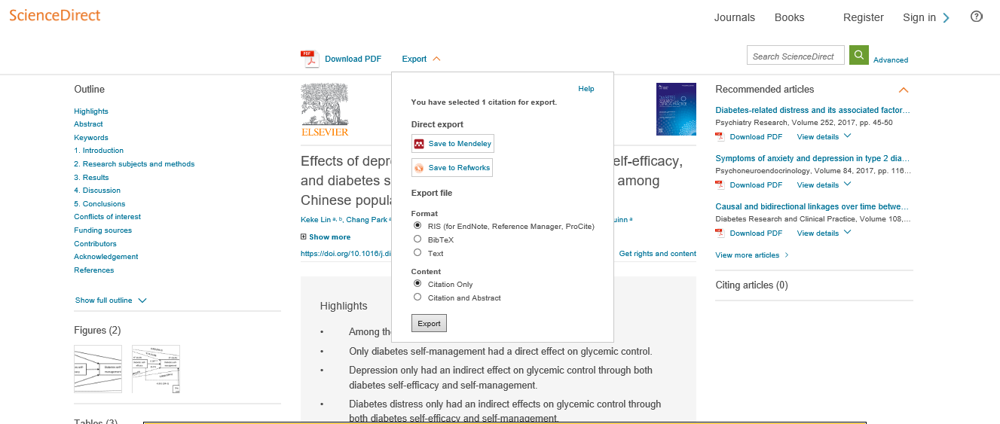 ScienceDirect
Journals Books Register Sign in
Download PDF Export
Search ScienceDirect
Advanced
Outline
Highlights
Abstract
Keywords
1. Introduction
2. Research subjects and methods
3. Results
4. Discussion
5. Conclusions
Conflicts of interest
Funding sources
Contributors
Acknowledgement
References
Show full outline
Figures (2)
Tables (3)
ELSEVIER
Effects of depr
elf-efficacy,
and diabetes s
among
Chinese popula
Keke Lin a, b, Chang Park a
uinn a
Show more
https://doi.org/10.1016/j.di
Get rights and content
Highlights
• Among the
• Only diabetes self-management had a direct effect on glycemic control.
• Depression only had an indirect effect on glycemic control through both
diabetes self-efficacy and self-management.
• Diabetes distress only had an indirect effects on glycemic control through
both diabetes self-efficacy and self-management.
Help
You have selected 1 citation for export.
Direct export
Save to Mendeley
Save to Refworks
Export file
Format
RIS (for EndNote, Reference Manager, ProCite)
BibTeX
Text
Content
Citation Only
Citation and Abstract
Export
Recommended articles
Diabetes-related distress and its associated factor...
Psychiatry Research, Volume 252, 2017, pp. 45-50
Download PDF View details
Symptoms of anxiety and depression in type 2 dia...
Psychoneuroendocrinology, Volume 84, 2017, pp. 116...
Download PDF View details
Causal and bidirectional linkages over time betwe...
Diabetes Research and Clinical Practice, Volume 108,...
Download PDF View details
View more articles
Citing articles (0)